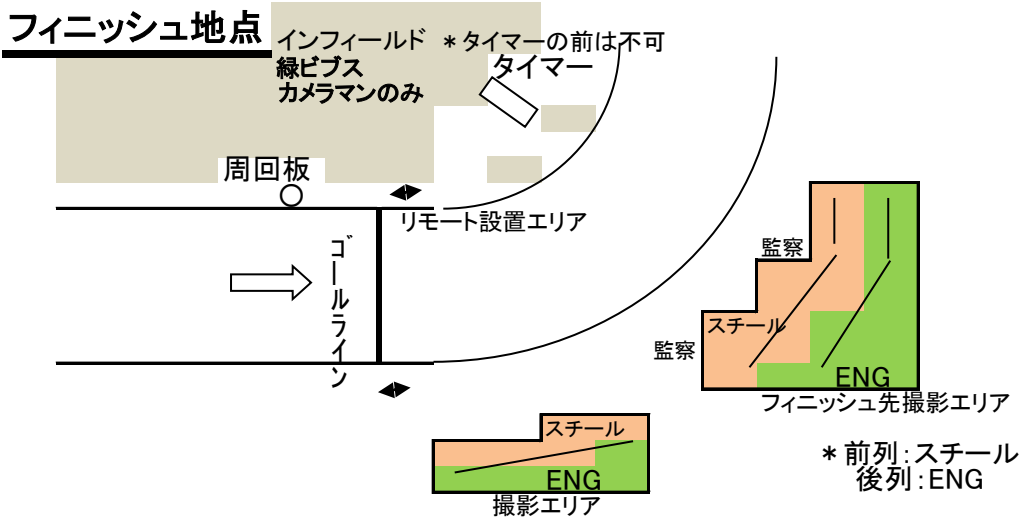 フィニッシュ地点
インフィールド *タイマーの前は不可
緑ビブス
カメラマンのみ
タイマー
周回板
リモート設置エリア
ゴールライン
監察
スチール
監察
ENG
フィニッシュ先撮影エリア
スチール
ENG
撮影エリア
*前列:スチール
後列:ENG